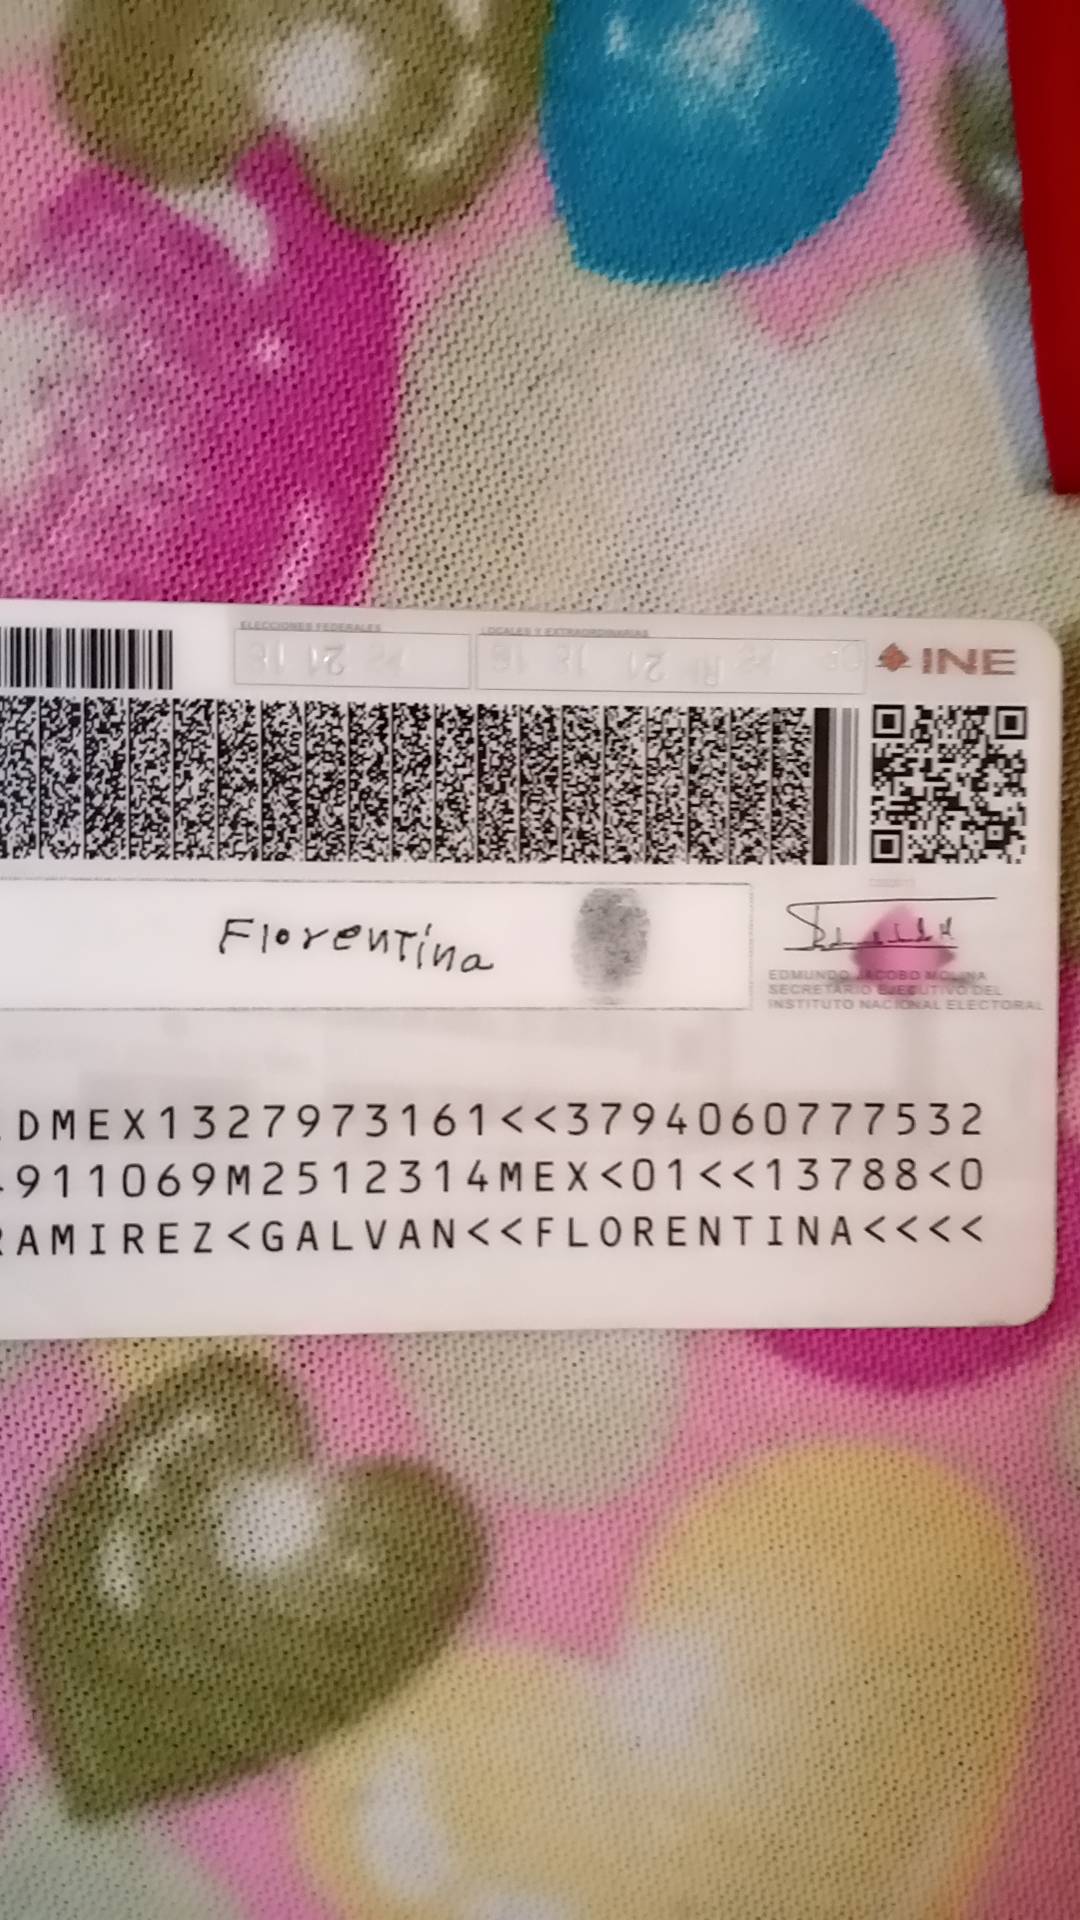 ELECCIONES FEDERALES
LOCALES Y EXTRAORDINARIAS
INE
Florentina
EDMUNDO JACOBO MOLINA
SECRETARIO EJECUTIVO DEL
INSTITUTO NACIONAL ELECTORAL
DMEX1327973161<<3794060777532
911069M2512314MEX<01<<13788<0
RAMIREZ<GALVAN<<FLORENTINA<<<<